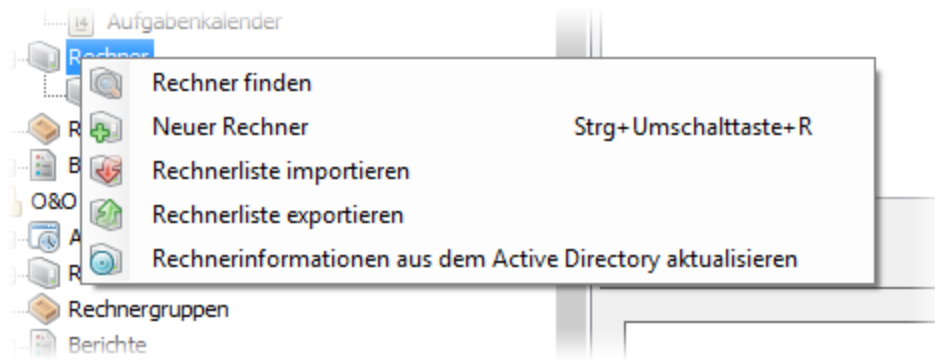 Aufgabenkalender
Rechner
Rechner finden
Neuer Rechner Strg+Umschalttaste+R
R
Rechnerliste importieren
B
Rechnerliste exportieren
O&O
A
Rechnerinformationen aus dem Active Directory aktualisieren
R
Rechnergruppen
Berichte